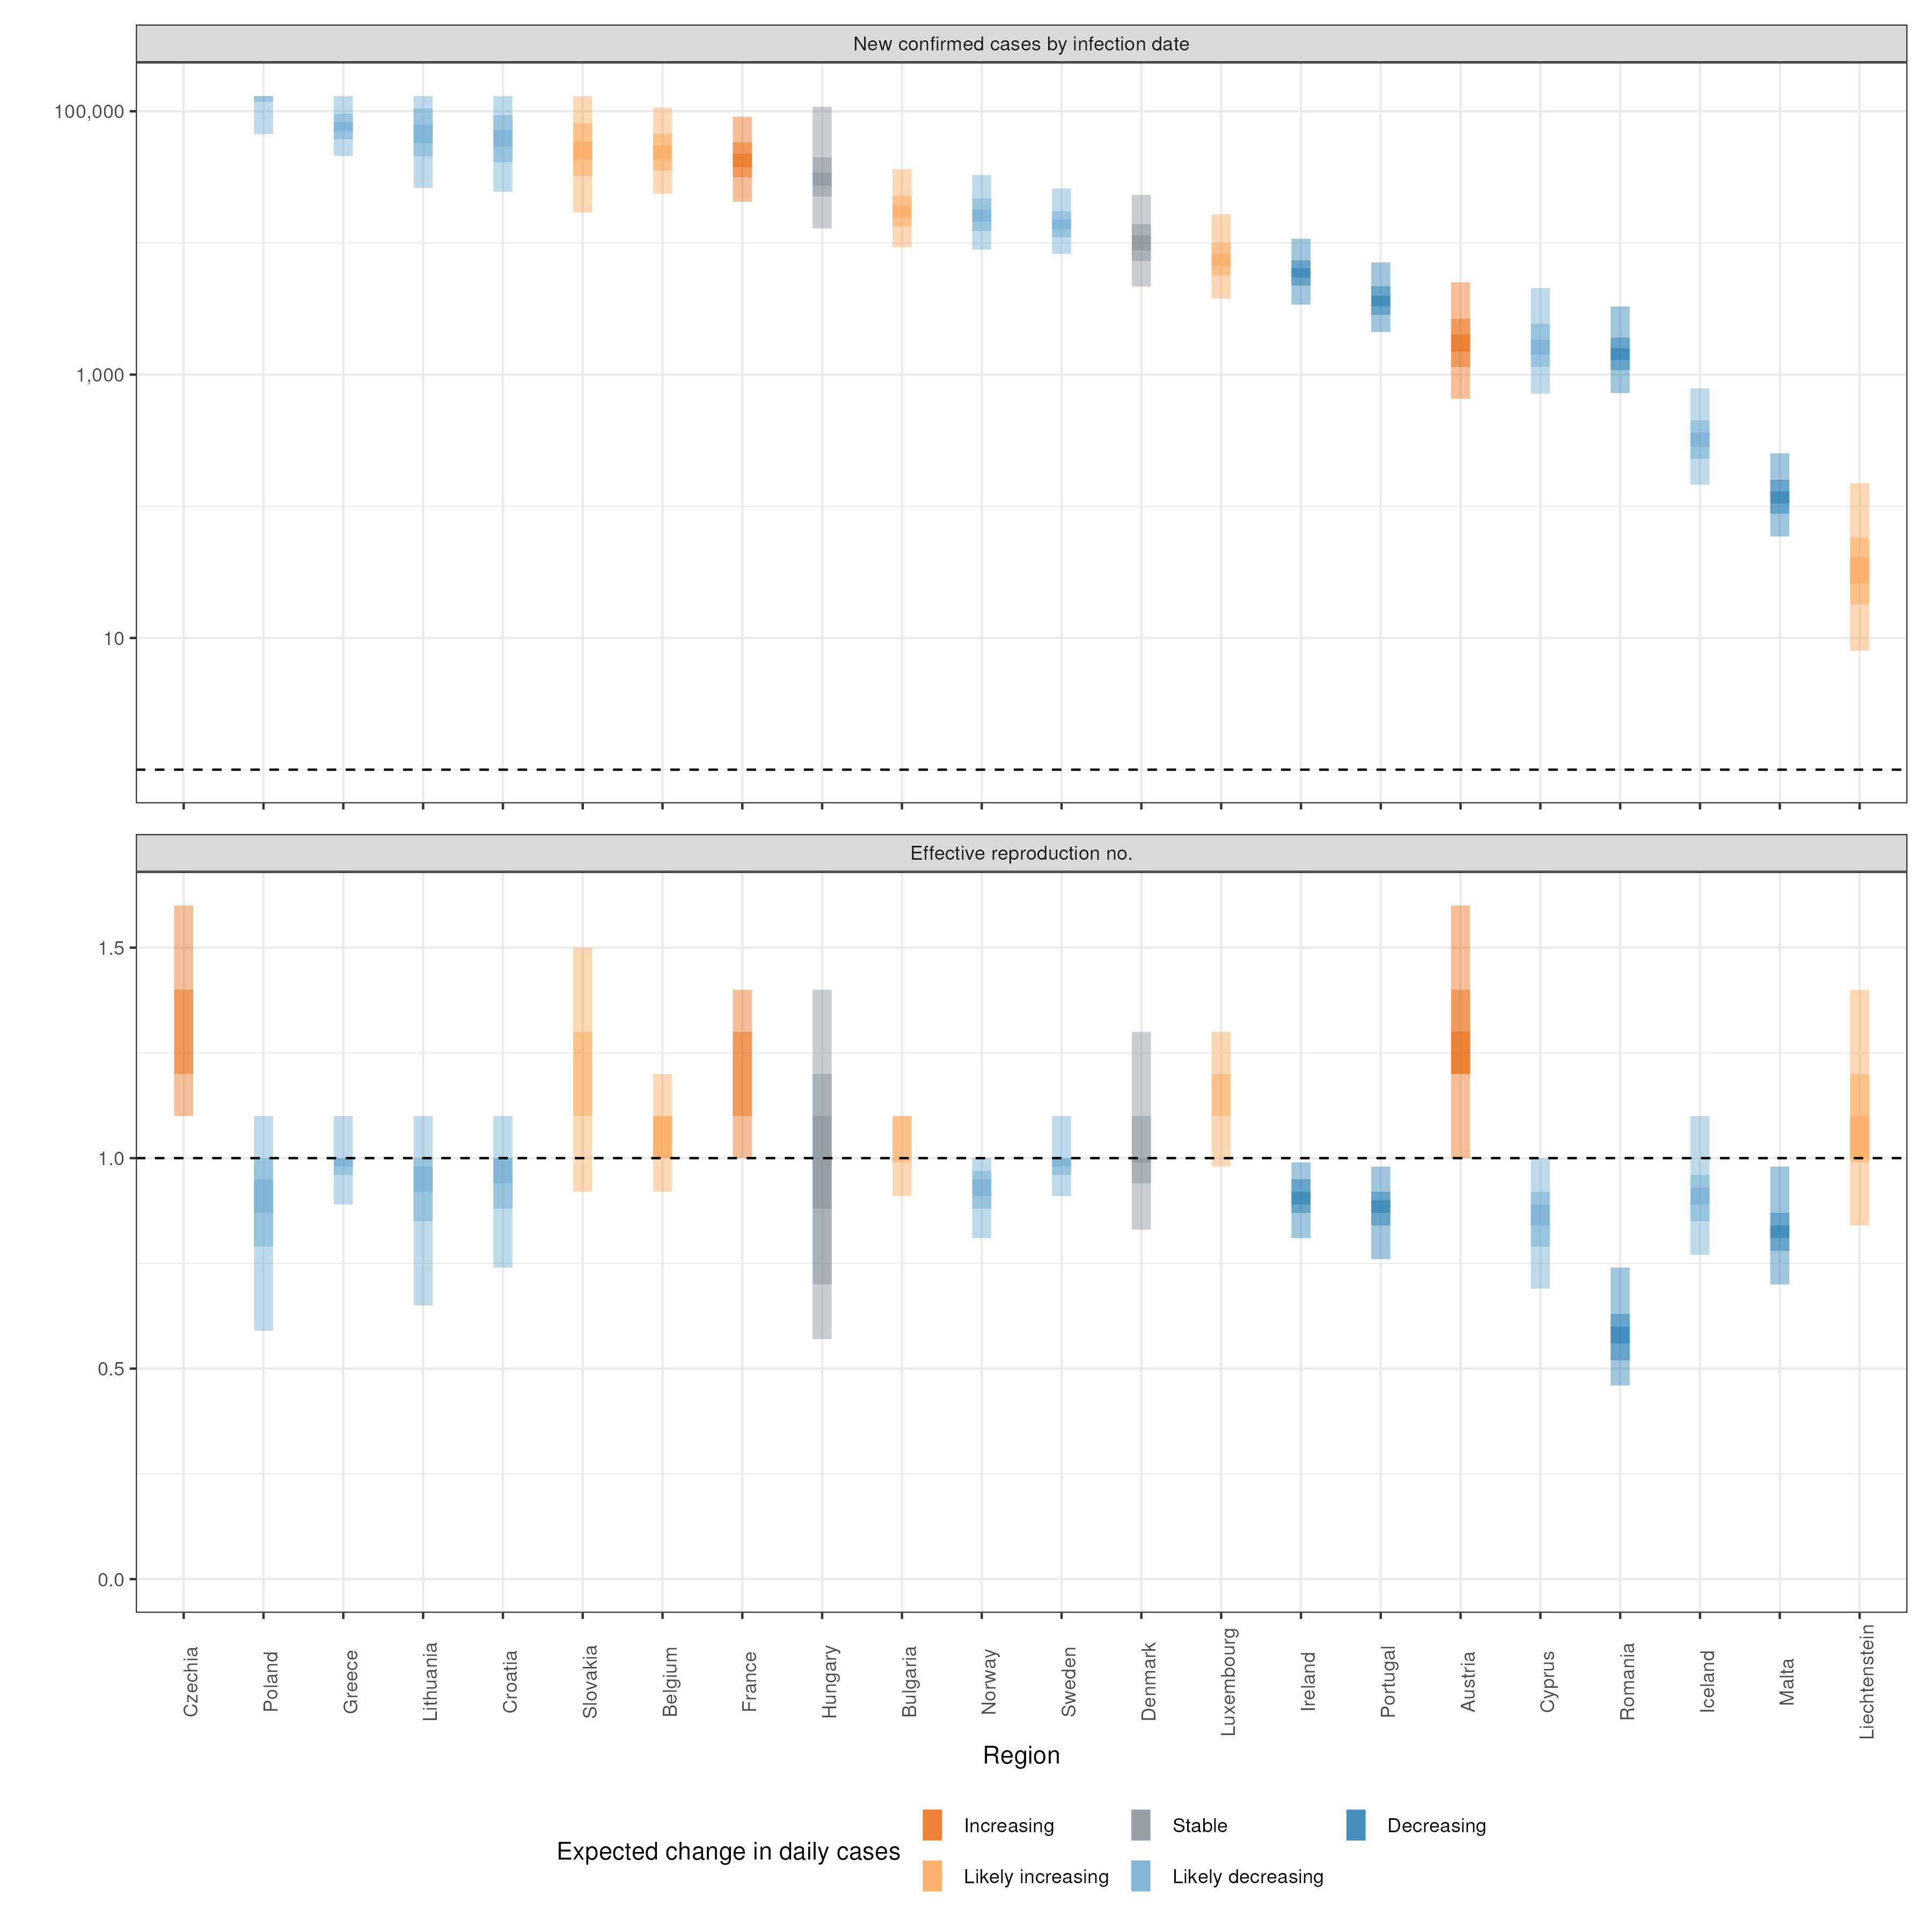 New confirmed cases by infection date
100,000
1,000
10
Effective reproduction no.
1.5
1.0
0.5
0.0
Czechia
Poland
Greece
Lithuania
Croatia
Slovakia
Belgium
France
Hungary
Bulgaria
Norway
Sweden
Denmark
Luxembourg
Ireland
Portugal
Austria
Cyprus
Romania
Iceland
Malta
Liechtenstein
Region
Expected change in daily cases
Increasing
Stable
Decreasing
Likely increasing
Likely decreasing